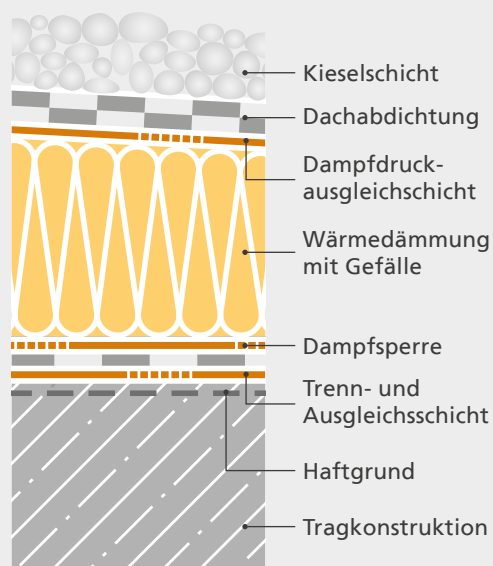 Kieselschicht
Dachabdichtung
Dampfdruck-
ausgleichschicht
Wärmedämmung
mit Gefälle
Dampfsperre
Trenn- und
Ausgleichsschicht
Haftgrund
Tragkonstruktion